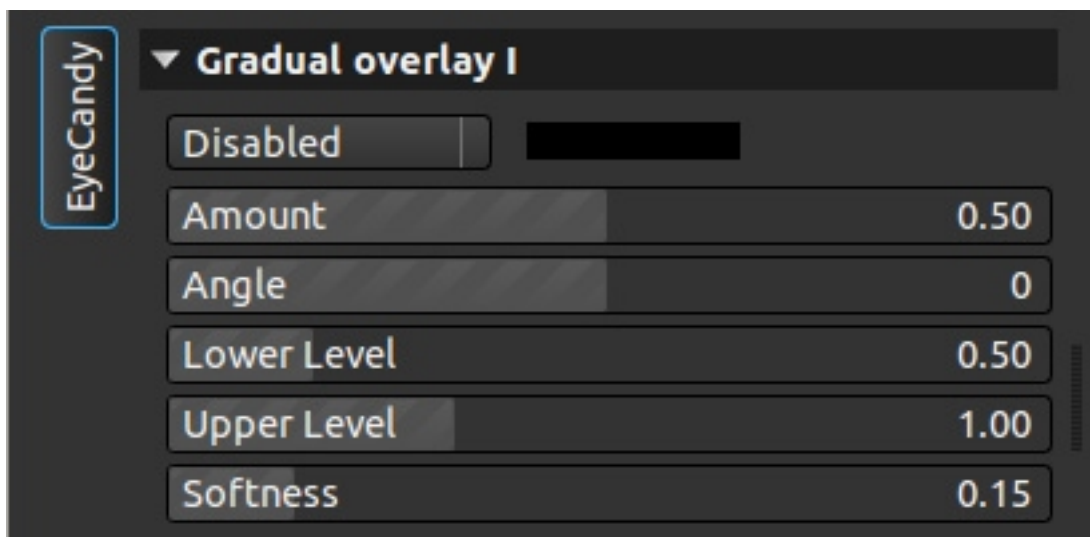 EyeCandy
Gradual overlay I
Disabled
Amount 0.50
Angle 0
Lower Level 0.50
Upper Level 1.00
Softness 0.15